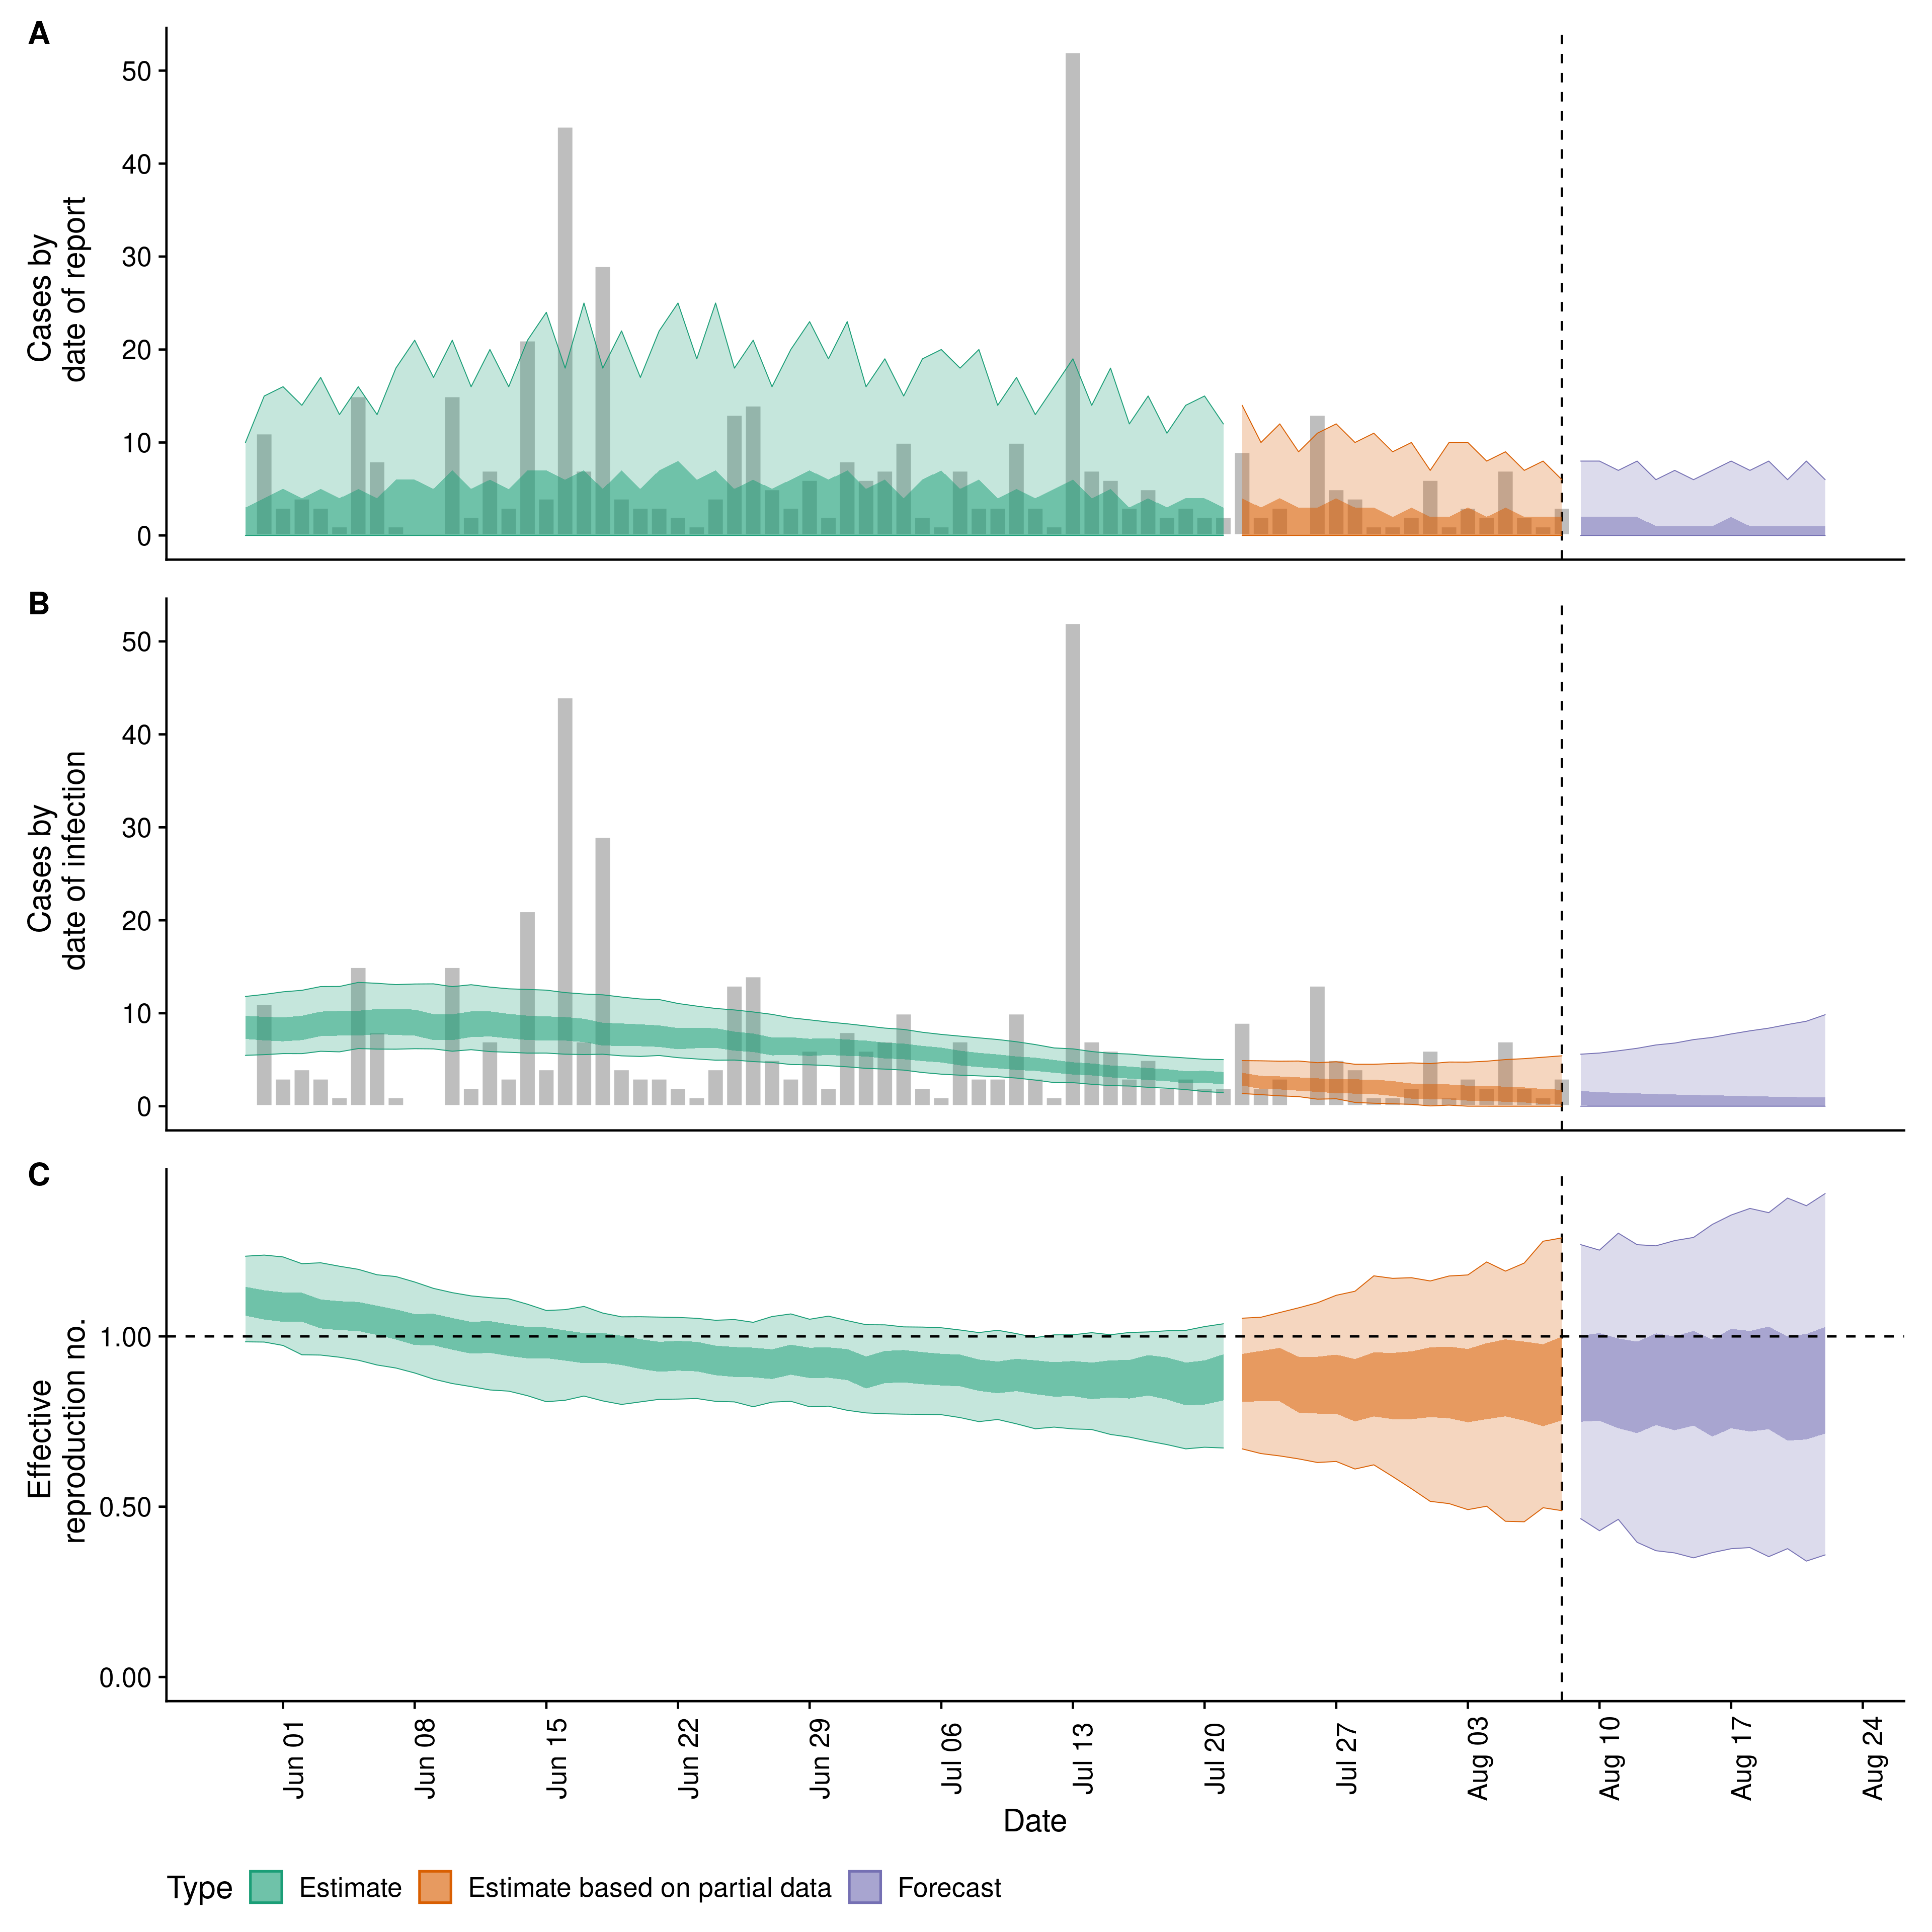 A
50
40
30
20
10
0
Cases by
date of report
B
50
40
30
20
10
0
Cases by
date of infection
C
1.00
0.50
0.00
Effective
reproduction no.
Jun 01
Jun 08
Jun 15
Jun 22
Jun 29
Jul 06
Jul 13
Jul 20
Jul 27
Aug 03
Aug 10
Aug 17
Aug 24
Date
Type Estimate Estimate based on partial data Forecast